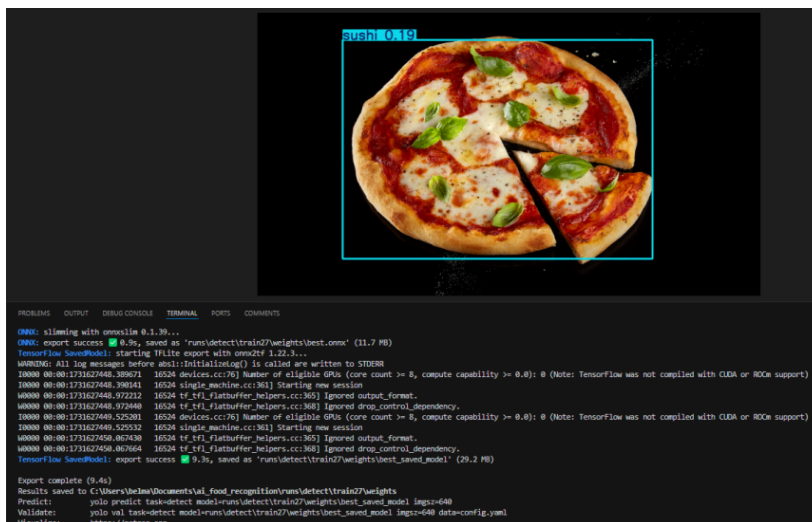 sushi 0.19
PROBLEMS OUTPUT DEBUG CONSOLE TERMINAL PORTS COMMENTS
ONNX: slimming with onnxslim 0.1.39...
ONNX: export success ✅ 0.9s, saved as 'runs\detect\train27\weights\best.onnx' (11.7 MB)
TensorFlow SavedModel: starting TFLite export with onnx2tf 1.22.3...
WARNING: All log messages before absl::InitializeLog() is called are written to STDERR
I0000 00:00:1731627448.389671 16524 devices.cc:76] Number of eligible GPUs (core count >= 8, compute capability >= 0.0): 0 (Note: TensorFlow was not compiled with CUDA or ROCm support)
I0000 00:00:1731627448.390141 16524 single_machine.cc:361] Starting new session
W0000 00:00:1731627448.972212 16524 tf_tfl_flatbuffer_helpers.cc:365] Ignored output_format.
W0000 00:00:1731627448.972440 16524 tf_tfl_flatbuffer_helpers.cc:368] Ignored drop_control_dependency.
I0000 00:00:1731627449.525201 16524 devices.cc:76] Number of eligible GPUs (core count >= 8, compute capability >= 0.0): 0 (Note: TensorFlow was not compiled with CUDA or ROCm support)
I0000 00:00:1731627449.525532 16524 single_machine.cc:361] Starting new session
W0000 00:00:1731627450.067430 16524 tf_tfl_flatbuffer_helpers.cc:365] Ignored output_format.
W0000 00:00:1731627450.067664 16524 tf_tfl_flatbuffer_helpers.cc:368] Ignored drop_control_dependency.
TensorFlow SavedModel: export success ✅ 9.3s, saved as 'runs\detect\train27\weights\best_saved_model' (29.2 MB)
Export complete (9.4s)
Results saved to C:\Users\belma\Documents\ai_food_recognition\runs\detect\train27\weights
Predict: yolo predict task=detect model=runs\detect\train27\weights\best_saved_model imgsz=640
Validate: yolo val task=detect model=runs\detect\train27\weights\best_saved_model imgsz=640 data=config.yaml